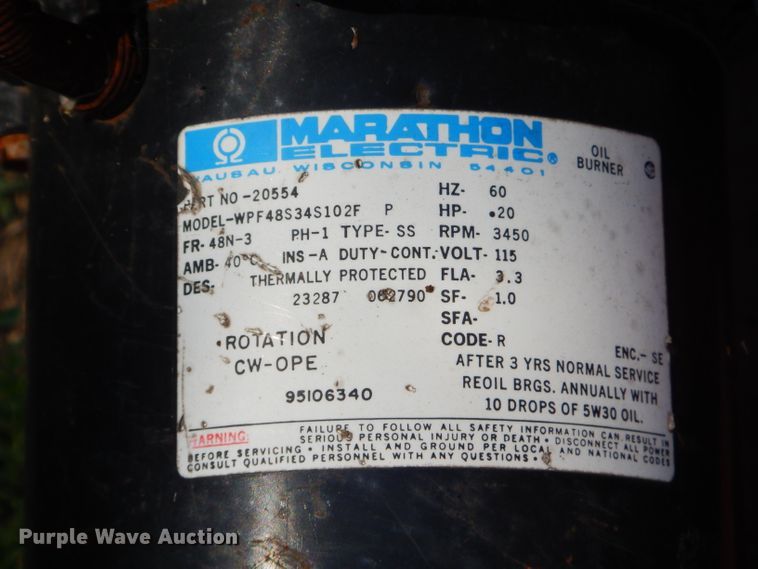 MARATHON
ELECTRIC®
WAUSAU, WISCONSIN 54401
OIL
BURNER
PART NO -20554
MODEL-WPF48S34S102F P
FR-48N-3 PH-1 TYPE-SS
AMB-40°C INS-A DUTY-CONT.
DES. THERMALLY PROTECTED
23287 062790
HZ- 60
HP- .20
RPM- 3450
VOLT- 115
FLA- 3.3
SF- 1.0
SFA-
CODE-R
ENC.-SE
ROTATION
CW-OPE
95106340
AFTER 3 YRS NORMAL SERVICE
REOIL BRGS. ANNUALLY WITH
10 DROPS OF 5W30 OIL.
WARNING: FAILURE TO FOLLOW ALL SAFETY INFORMATION CAN RESULT IN
SERIOUS PERSONAL INJURY OR DEATH • DISCONNECT ALL POWER
BEFORE SERVICING • INSTALL AND GROUND PER LOCAL AND NATIONAL CODES
CONSULT QUALIFIED PERSONNEL WITH ANY QUESTIONS •
Purple Wave Auction